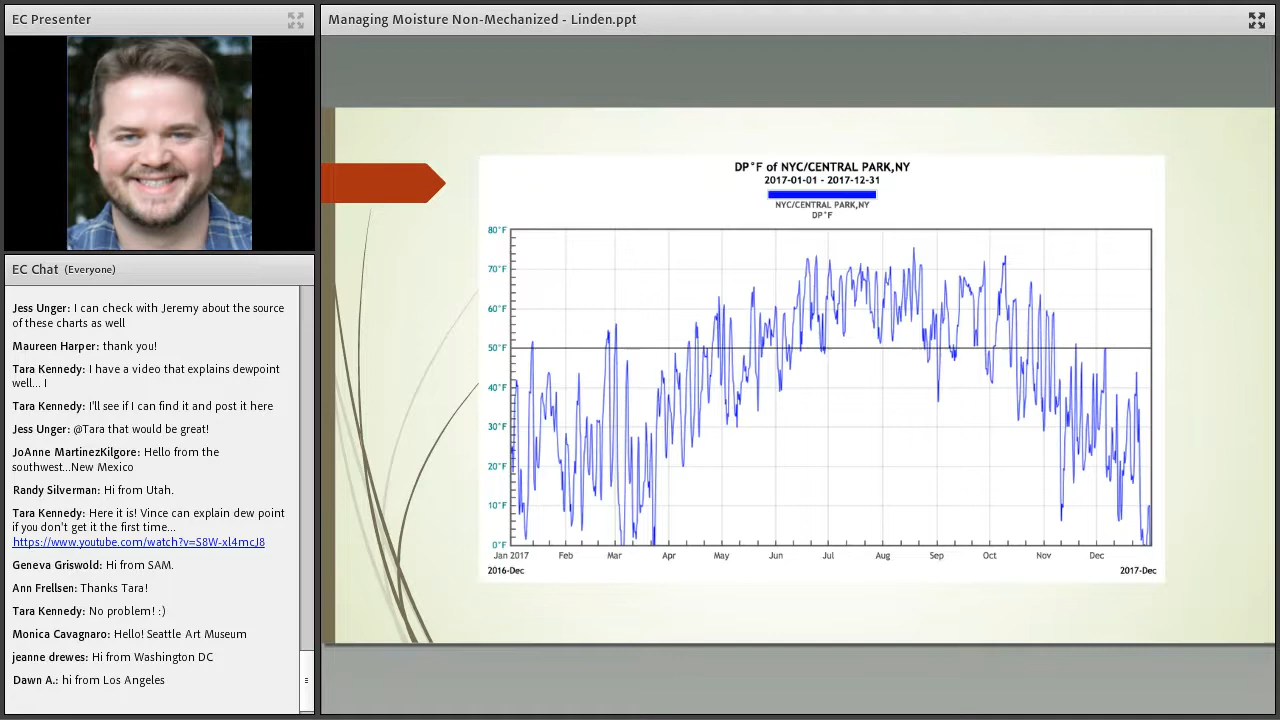 EC Presenter
Managing Moisture Non-Mechanized - Linden.ppt
EC Chat (Everyone)
Jess Unger: I can check with Jeremy about the source
of these charts as well
Maureen Harper: thank you!
Tara Kennedy: I have a video that explains dewpoint
well... I
Tara Kennedy: I'll see if I can find it and post it here
Jess Unger: @Tara that would be great!
JoAnne MartinezKilgore: Hello from the
southwest...New Mexico
Randy Silverman: Hi from Utah.
Tara Kennedy: Here it is! Vince can explain dew point
if you don't get it the first time...
https://www.youtube.com/watch?v=S8W-xl4mcJ8
Geneva Griswold: Hi from SAM.
Ann Frellsen: Thanks Tara!
Tara Kennedy: No problem! :)
Monica Cavagnaro: Hello! Seattle Art Museum
jeanne drewes: Hi from Washington DC
Dawn A.: hi from Los Angeles
DP°F of NYC/CENTRAL PARK,NY
2017-01-01 - 2017-12-31
NYC/CENTRAL PARK,NY
DP°F
80°F
70°F
60°F
50°F
40°F
30°F
20°F
10°F
0°F
Jan 2017 Feb Mar Apr May Jun Jul Aug Sep Oct Nov Dec
2016-Dec 2017-Dec